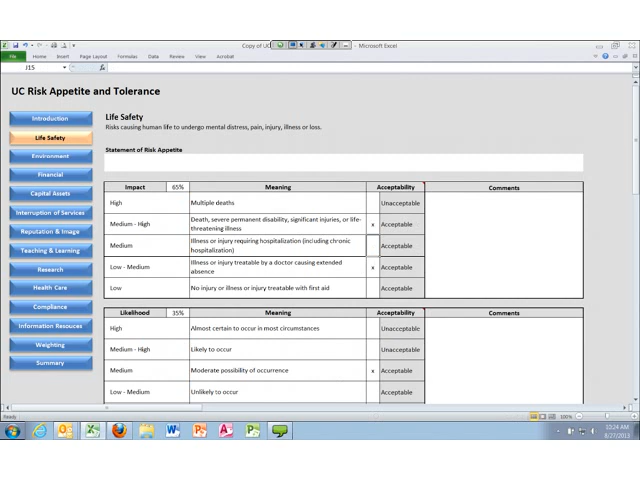 Copy of UC
- Microsoft Excel
File Home Insert Page Layout Formulas Data Review View Acrobat
J15 fx
UC Risk Appetite and Tolerance
Introduction
Life Safety
Environment
Financial
Capital Assets
Interruption of Services
Reputation & Image
Teaching & Learning
Research
Health Care
Compliance
Information Resouces
Weighting
Summary
Life Safety
Risks causing human life to undergo mental distress, pain, injury, illness or loss.
Statement of Risk Appetite
Impact 65% Meaning Acceptability Comments
High Multiple deaths Unacceptable
Medium - High Death, severe permanent disability, significant injuries, or life-
threatening illness x Acceptable
Medium Illness or injury requiring hospitalization (including chronic
hospitalization) Acceptable
Low - Medium Illness or injury treatable by a doctor causing extended
absence x Acceptable
Low No injury or illness or injury treatable with first aid Acceptable
Likelihood 35% Meaning Acceptability Comments
High Almost certain to occur in most circumstances Unacceptable
Medium - High Likely to occur Unacceptable
Medium Moderate possibility of occurrence x Acceptable
Low - Medium Unlikely to occur Acceptable
Ready 100%
10:24 AM
8/27/2013